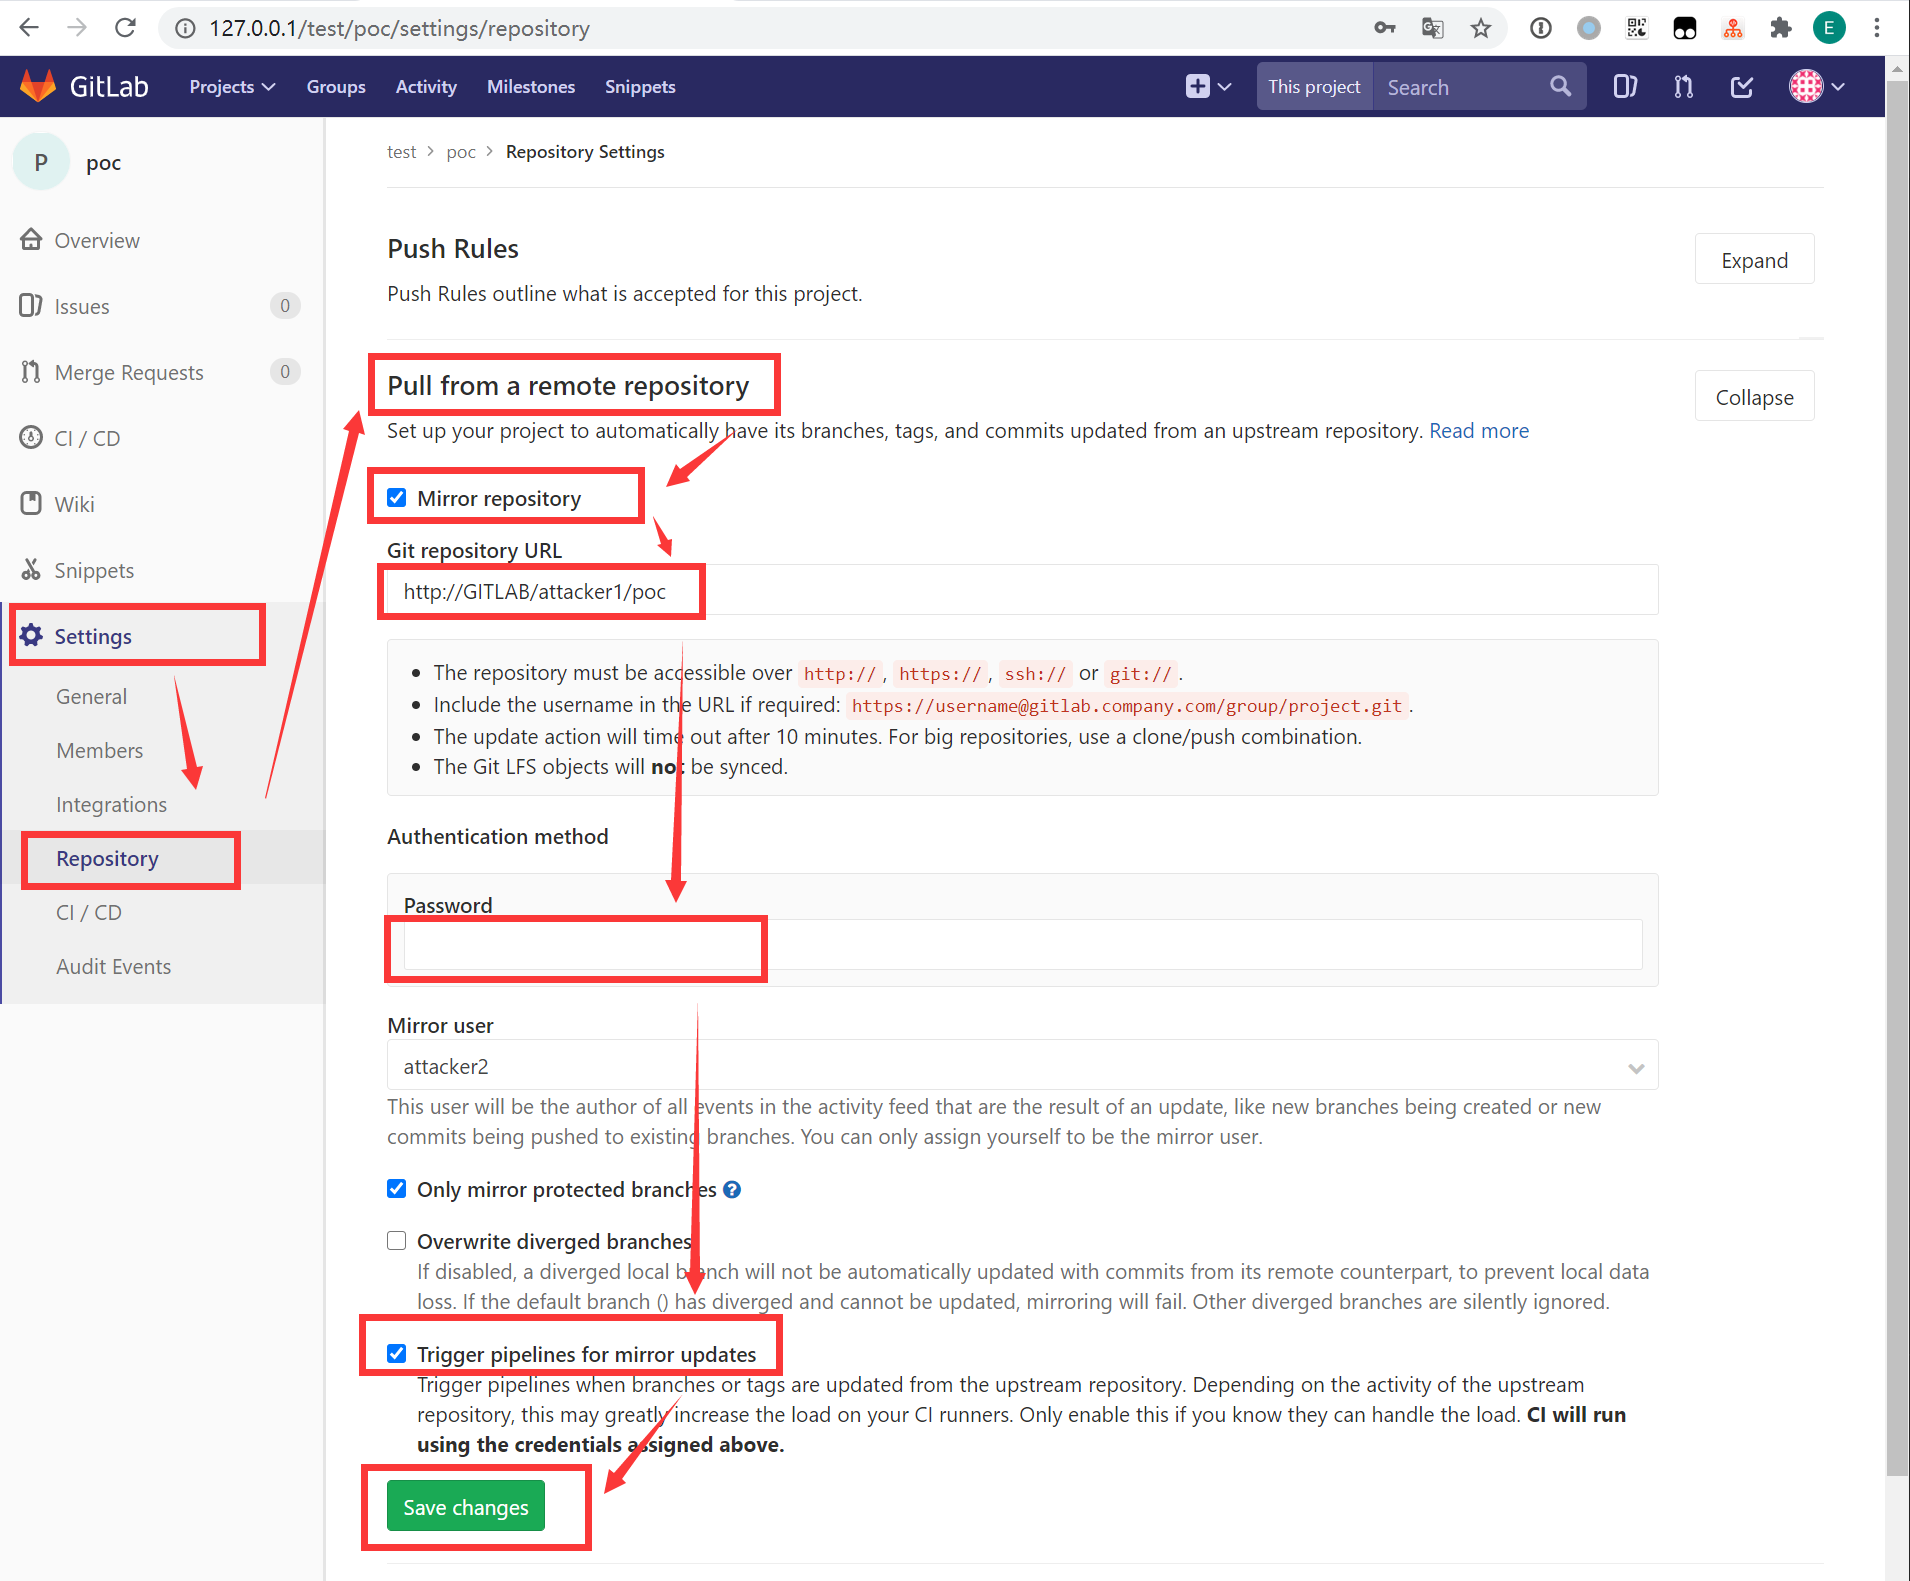 127.0.0.1/test/poc/settings/repository
E
GitLab
Projects
Groups
Activity
Milestones
Snippets
This project
Search
P
poc
Overview
Issues
0
Merge Requests
0
CI / CD
Wiki
Snippets
Settings
General
Members
Integrations
Repository
CI / CD
Audit Events
test > poc > Repository Settings
Push Rules
Expand
Push Rules outline what is accepted for this project.
Pull from a remote repository
Collapse
Set up your project to automatically have its branches, tags, and commits updated from an upstream repository. Read more
Mirror repository
Git repository URL
http://GITLAB/attacker1/poc
The repository must be accessible over http://, https://, ssh:// or git://.
Include the username in the URL if required: https://username@gitlab.company.com/group/project.git.
The update action will time out after 10 minutes. For big repositories, use a clone/push combination.
The Git LFS objects will not be synced.
Authentication method
Password
Mirror user
attacker2
This user will be the author of all events in the activity feed that are the result of an update, like new branches being created or new
commits being pushed to existing branches. You can only assign yourself to be the mirror user.
Only mirror protected branches
Overwrite diverged branches
If disabled, a diverged local branch will not be automatically updated with commits from its remote counterpart, to prevent local data
loss. If the default branch () has diverged and cannot be updated, mirroring will fail. Other diverged branches are silently ignored.
Trigger pipelines for mirror updates
Trigger pipelines when branches or tags are updated from the upstream repository. Depending on the activity of the upstream
repository, this may greatly increase the load on your CI runners. Only enable this if you know they can handle the load. CI will run
using the credentials assigned above.
Save changes